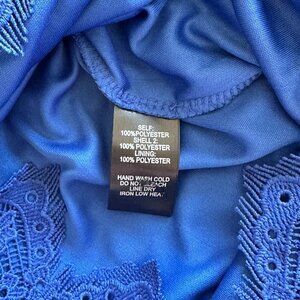 SELF:
100%POLYESTER
SHELL 2:
100% POLYESTER
LINING:
100% POLYESTER
HAND WASH COLD
DO NOT BLEACH
LINE DRY
IRON LOW HEAT